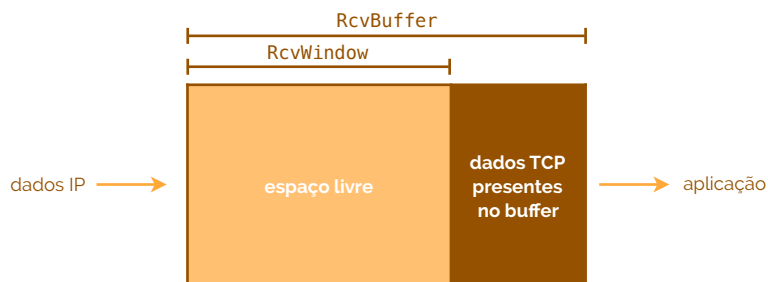 RcvBuffer
RcvWindow
dados IP
espaço livre
dados TCP
presentes
no buffer
aplicação